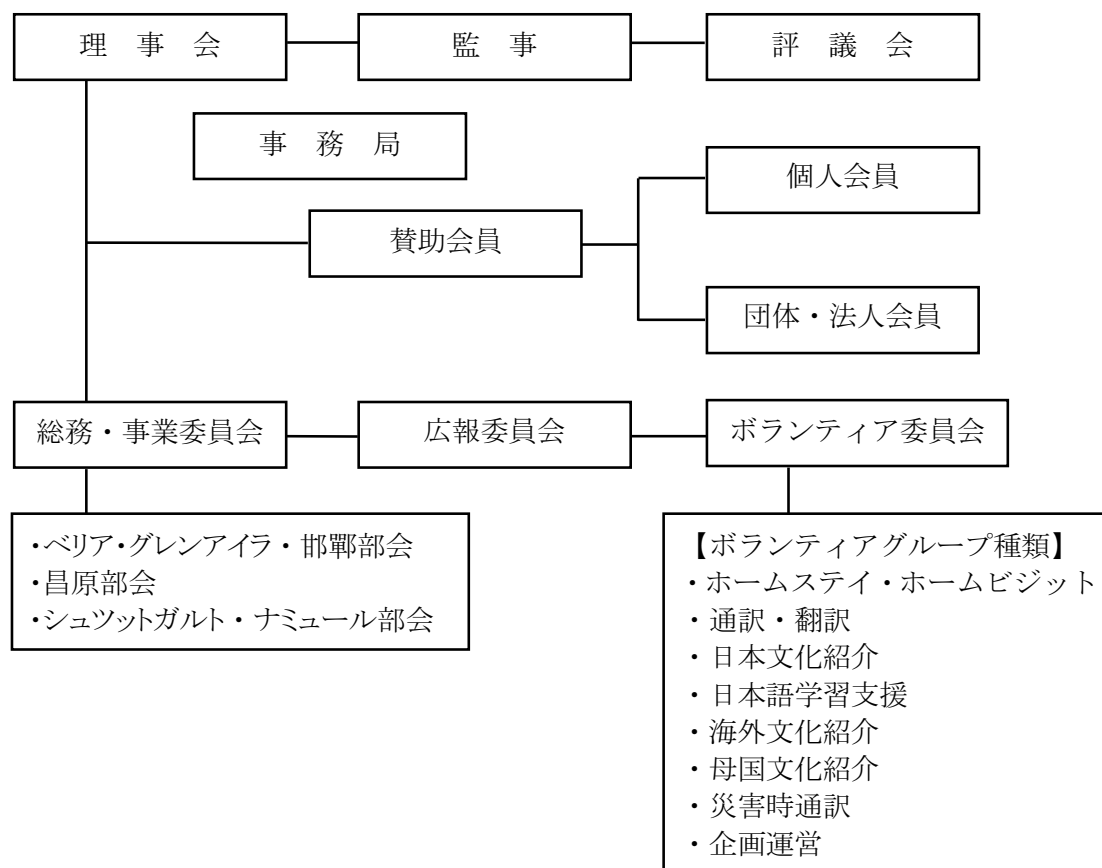 理 事 会
監 事
評 議 会
事 務 局
個人会員
賛助会員
団体・法人会員
総務・事業委員会
広報委員会
ボランティア委員会
・ベリア・グレンアイラ・邯鄲部会
・昌原部会
・シュツットガルト・ナミュール部会
【ボランティアグループ種類】
・ホームステイ・ホームビジット
・通訳・翻訳
・日本文化紹介
・日本語学習支援
・海外文化紹介
・母国文化紹介
・災害時通訳
・企画運営